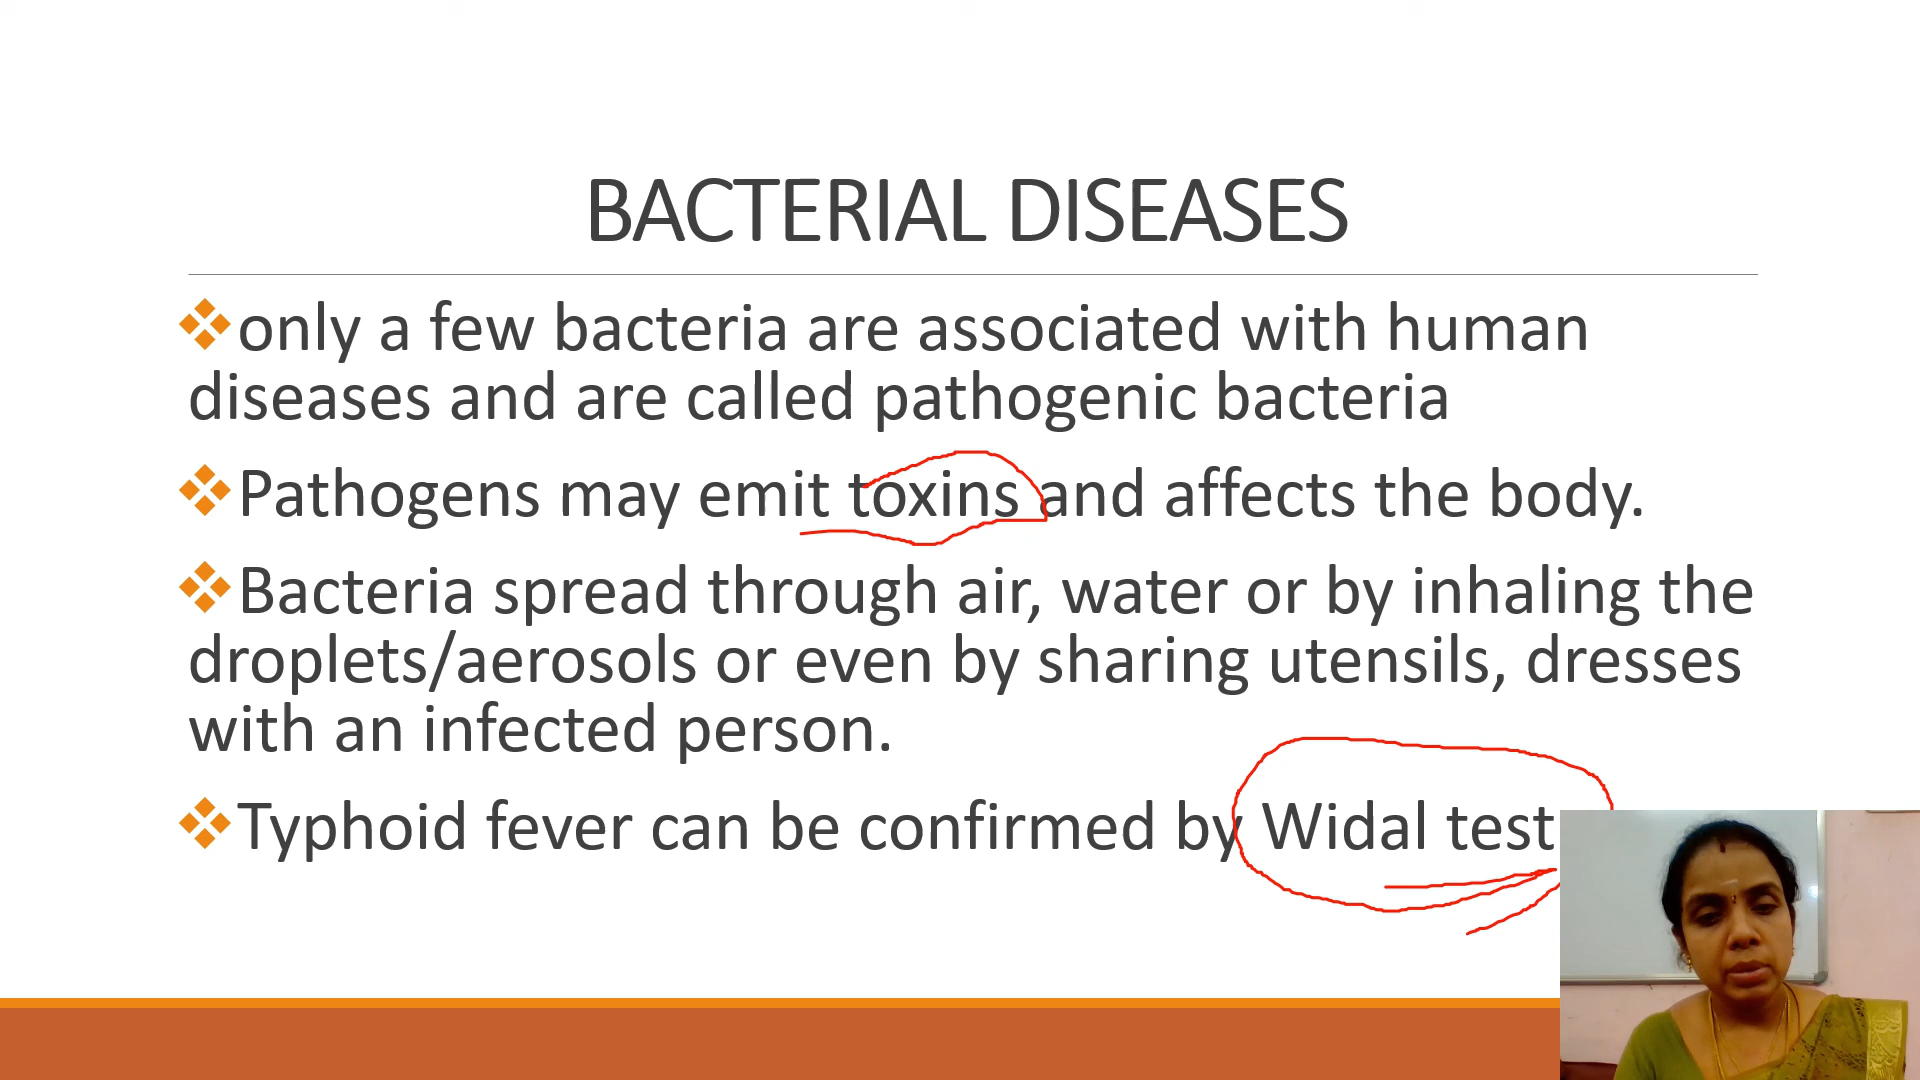 BACTERIAL DISEASES
only a few bacteria are associated with human
diseases and are called pathogenic bacteria
Pathogens may emit toxins and affects the body.
Bacteria spread through air, water or by inhaling the
droplets/aerosols or even by sharing utensils, dresses
with an infected person.
Typhoid fever can be confirmed by Widal test